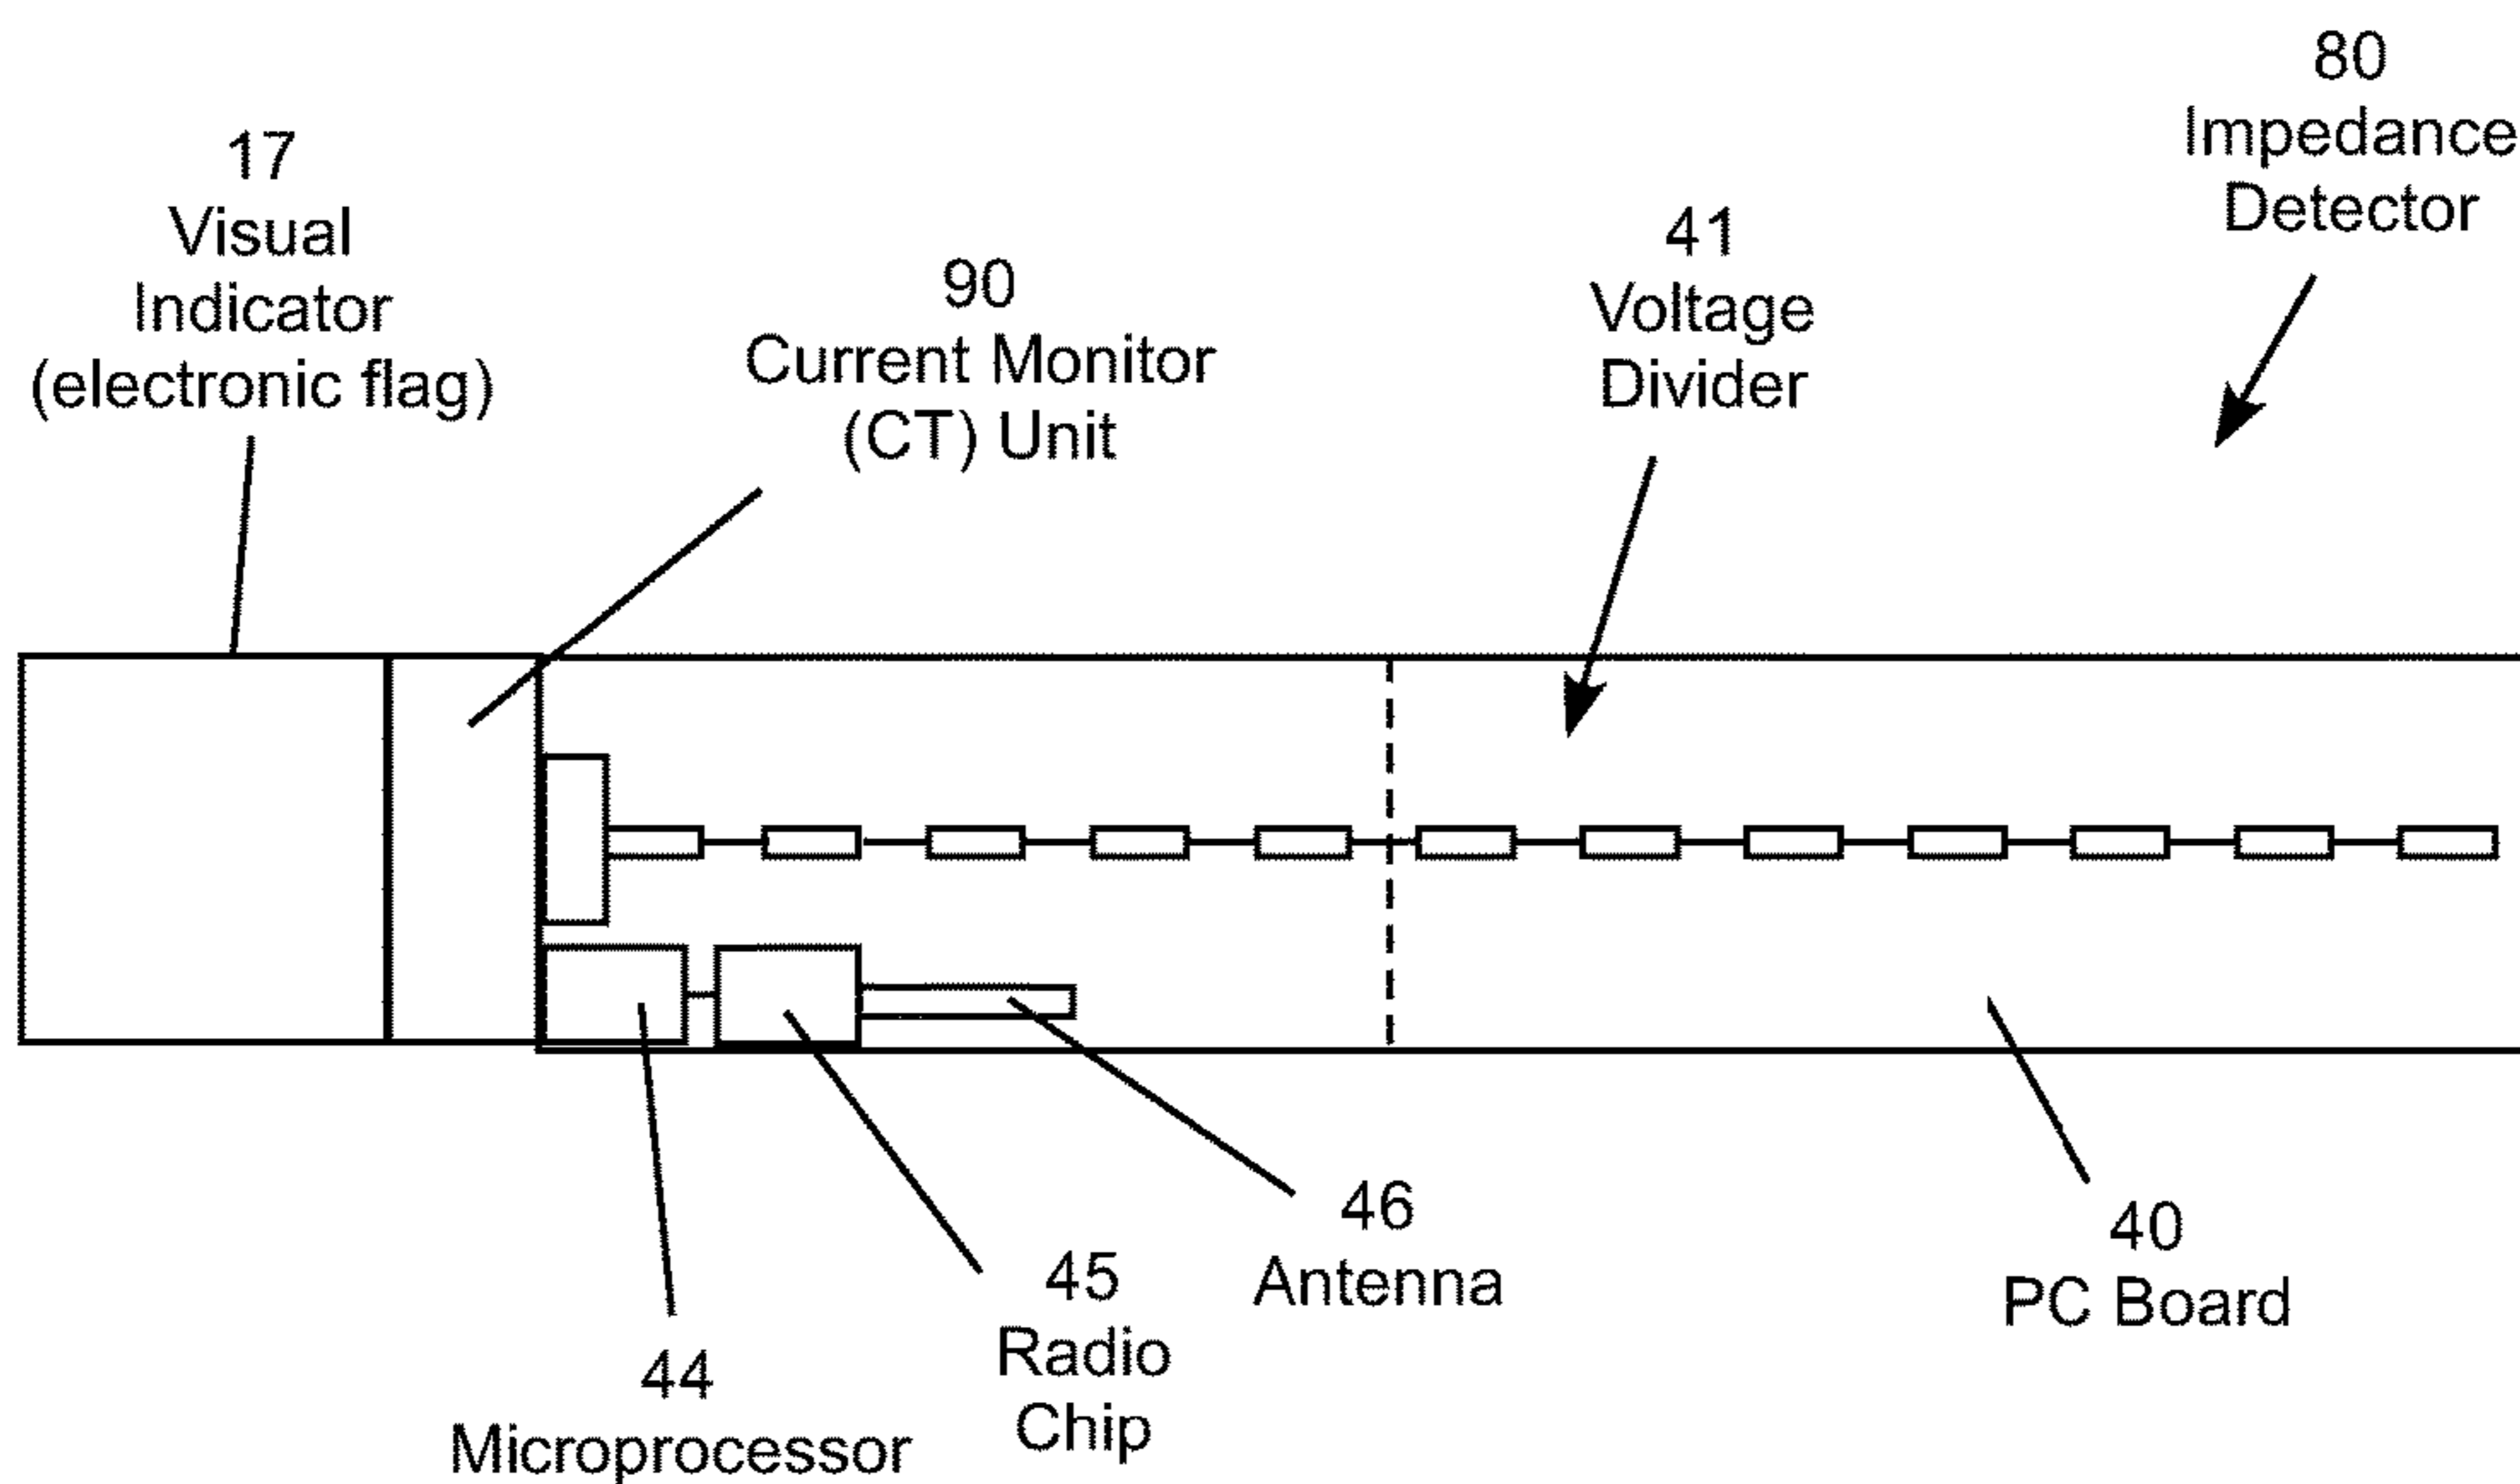 17
Visual
Indicator
(electronic flag)
90
Current Monitor
(CT) Unit
41
Voltage
Divider
80
Impedance
Detector
44
Microprocessor
45
Radio
Chip
46
Antenna
40
PC Board